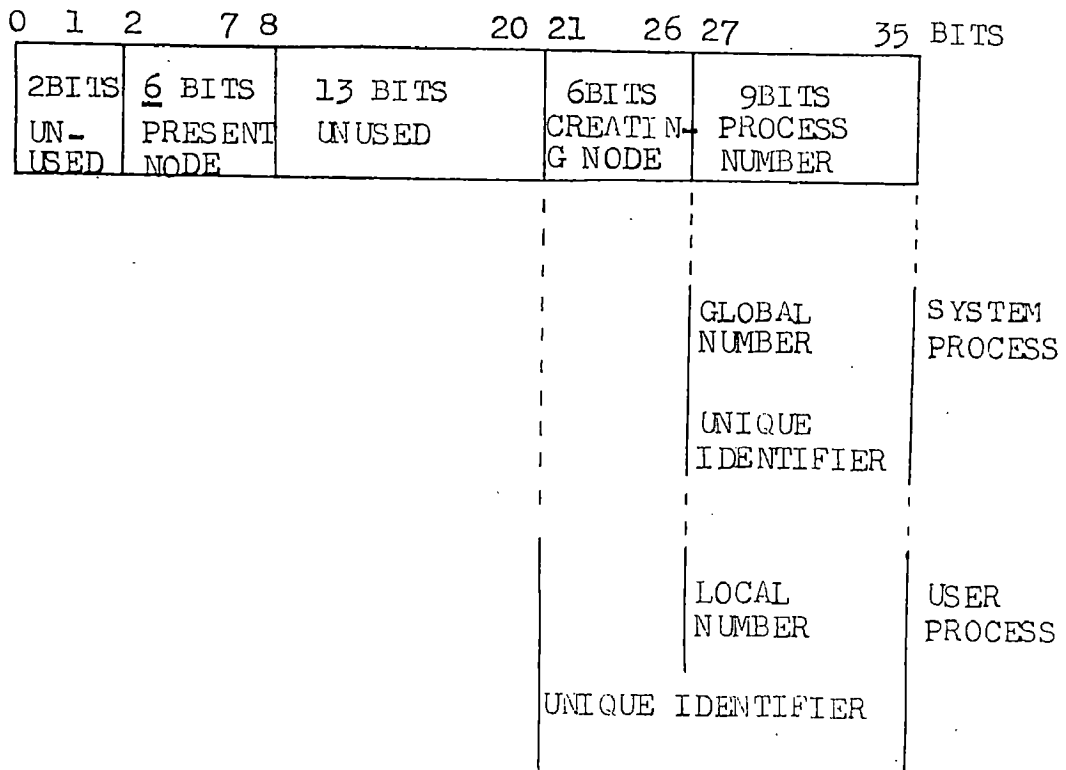 0 1 2 7 8 20 21 26 27 35 BITS
2BITS 6 BITS 13 BITS 6BITS 9BITS
UN- PRESENT UNUSED CREATIN- PROCESS
USED NODE G NODE NUMBER
GLOBAL SYSTEM
NUMBER PROCESS
UNIQUE
IDENTIFIER
LOCAL USER
NUMBER PROCESS
UNIQUE IDENTIFIER